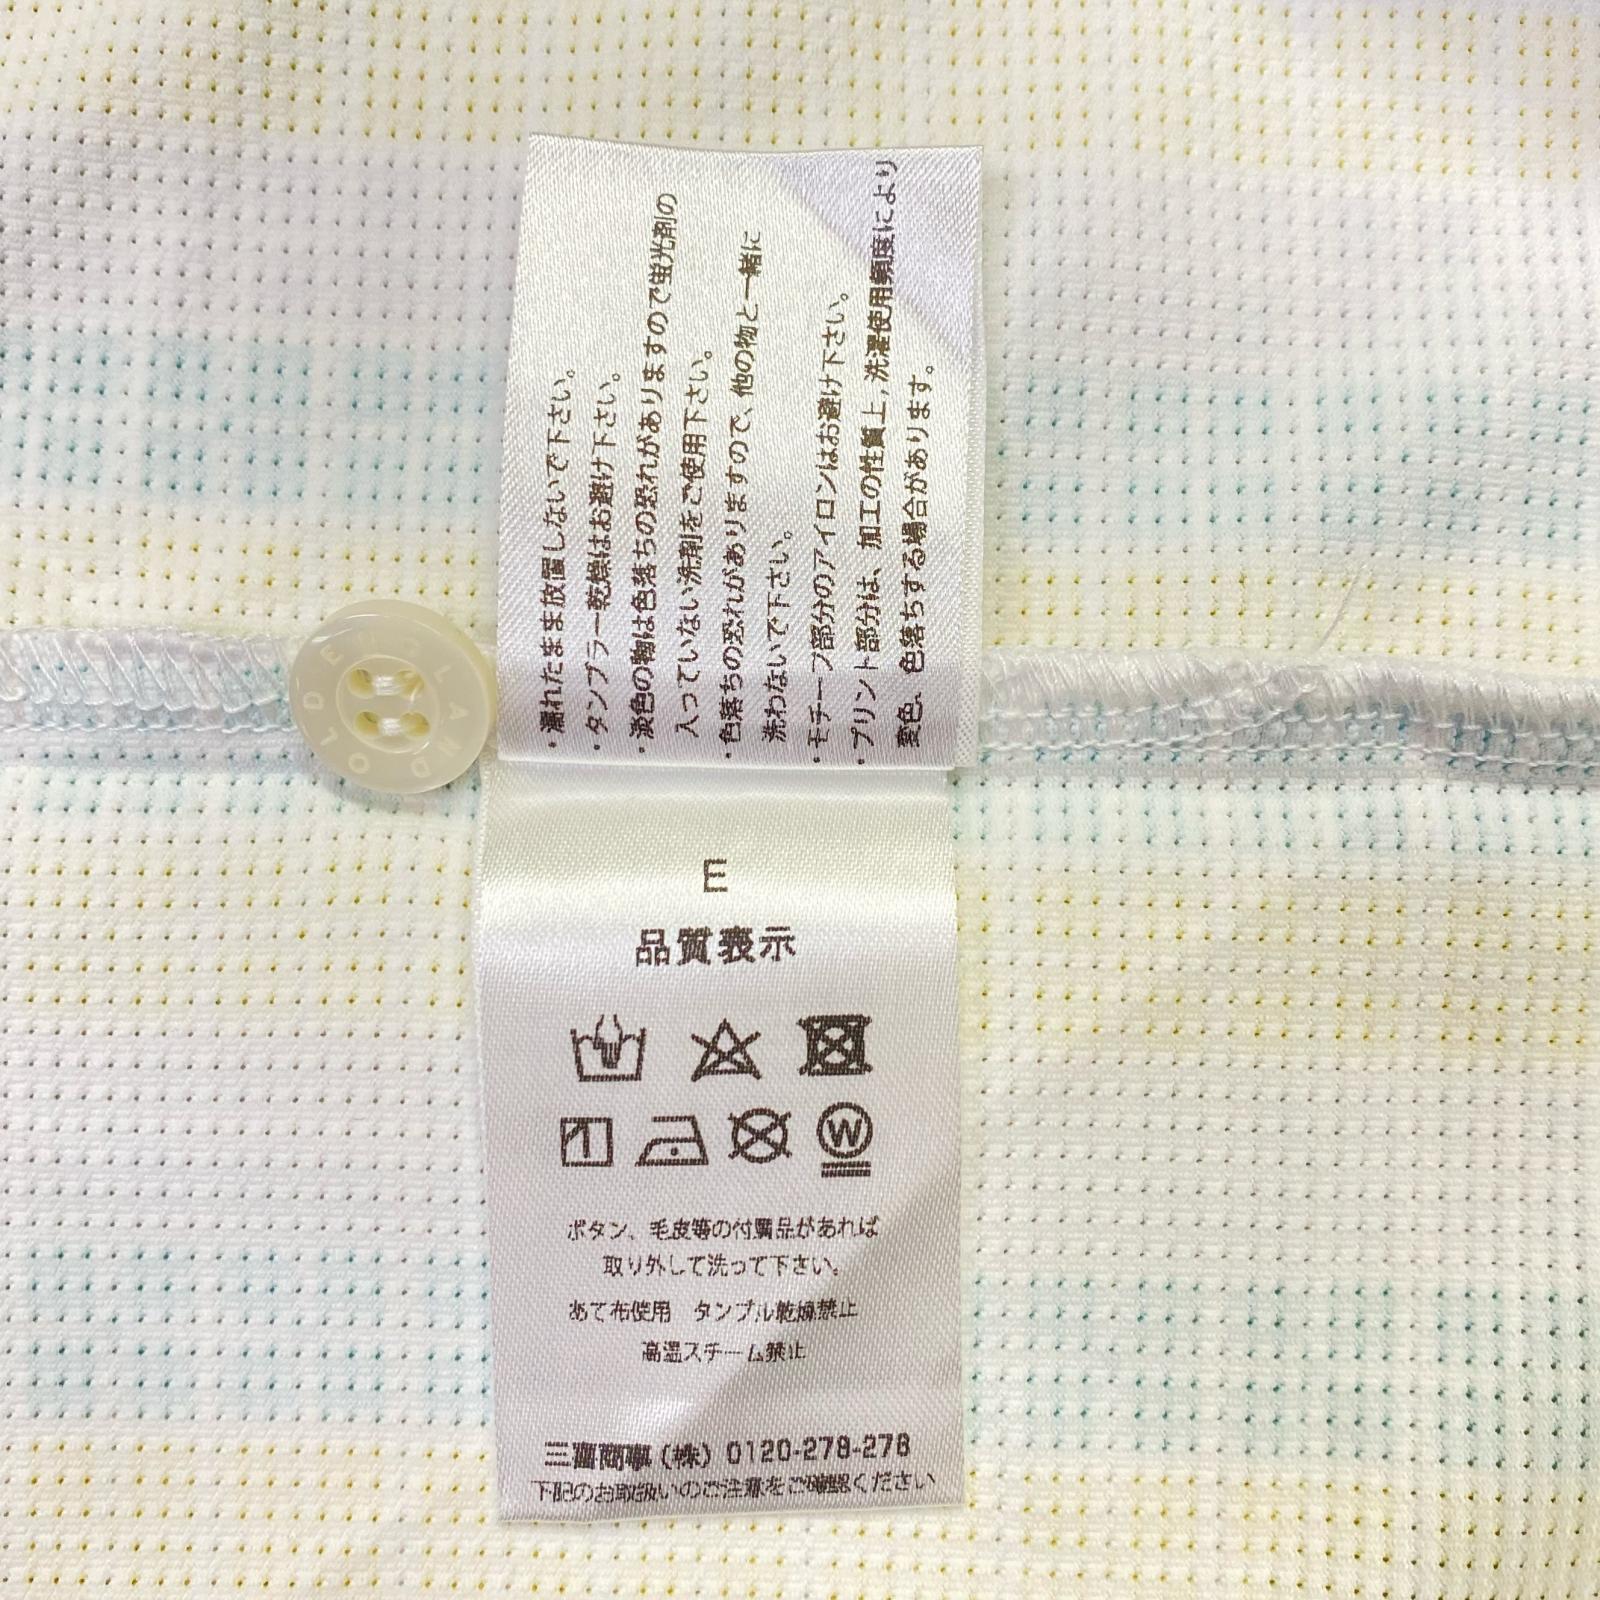 ・濡れたまま放置しないで下さい。
・タンブラー乾燥はお避け下さい。
・淡色の物は色落ちの恐れがありますので蛍光剤の
入っていない洗剤をご使用下さい。
・色落ちの恐れがありますので、他の物と一緒に
洗わないで下さい。
・モチーフ部分のアイロンはお避け下さい。
・プリント部分は、加工の性質上,洗濯使用頻度により
変色、色落ちする場合があります。
OLD ENGLAND
E
品質表示
W
ボタン、毛皮等の付属品があれば
取り外して洗って下さい。
あて布使用 タンブル乾燥禁止
高温スチーム禁止
三喜商事（株）0120-278-278
下記のお取扱いのご注意をご確認ください